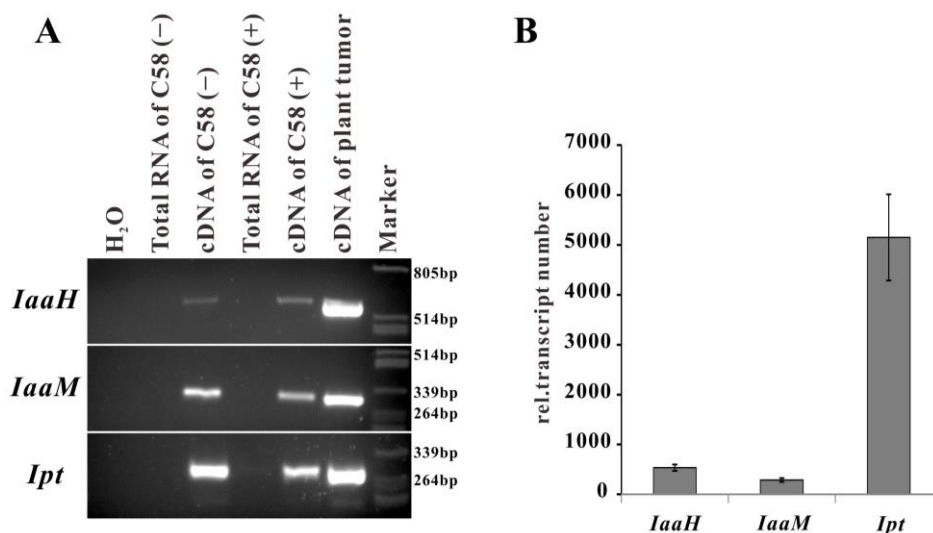 A
H₂O
Total RNA of C58 (−)
cDNA of C58 (−)
Total RNA of C58 (+)
cDNA of C58 (+)
cDNA of plant tumor
Marker
IaaH
805bp
514bp
IaaM
514bp
339bp
264bp
Ipt
339bp
264bp
B
rel.transcript number
7000
6000
5000
4000
3000
2000
1000
0
IaaH
IaaM
Ipt